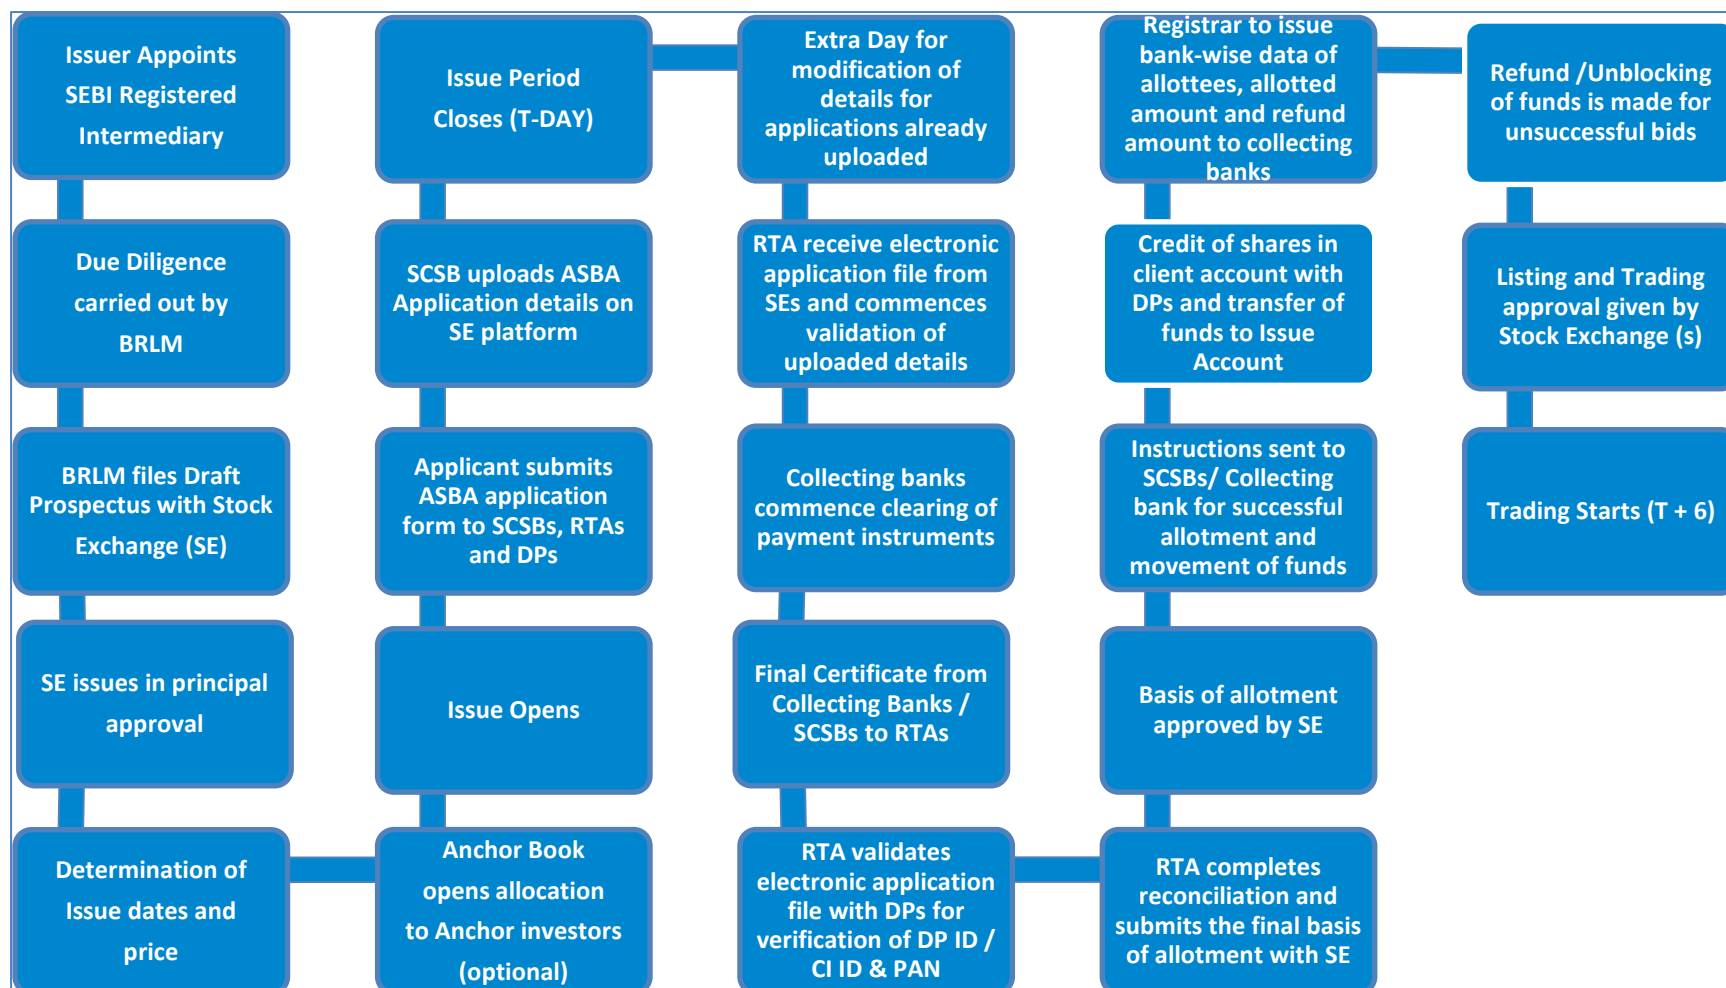 Issuer Appoints
SEBI Registered
Intermediary
Due Diligence
carried out by
BRLM
BRLM files Draft
Prospectus with Stock
Exchange (SE)
SE issues in principal
approval
Determination of
Issue dates and
price
Anchor Book
opens allocation
to Anchor investors
(optional)
Issue Opens
Applicant submits
ASBA application
form to SCSBs, RTAs
and DPs
SCSB uploads ASBA
Application details on
SE platform
Issue Period
Closes (T-DAY)
Extra Day for
modification of
details for
applications already
uploaded
RTA receive electronic
application file from
SEs and commences
validation of
uploaded details
Collecting banks
commence clearing of
payment instruments
Final Certificate from
Collecting Banks /
SCSBs to RTAs
RTA validates
electronic application
file with DPs for
verification of DP ID /
CI ID & PAN
RTA completes
reconciliation and
submits the final basis
of allotment with SE
Basis of allotment
approved by SE
Instructions sent to
SCSBs/ Collecting
bank for successful
allotment and
movement of funds
Credit of shares in
client account with
DPs and transfer of
funds to Issue
Account
Registrar to issue
bank-wise data of
allottees, allotted
amount and refund
amount to collecting
banks
Refund /Unblocking
of funds is made for
unsuccessful bids
Listing and Trading
approval given by
Stock Exchange (s)
Trading Starts (T + 6)